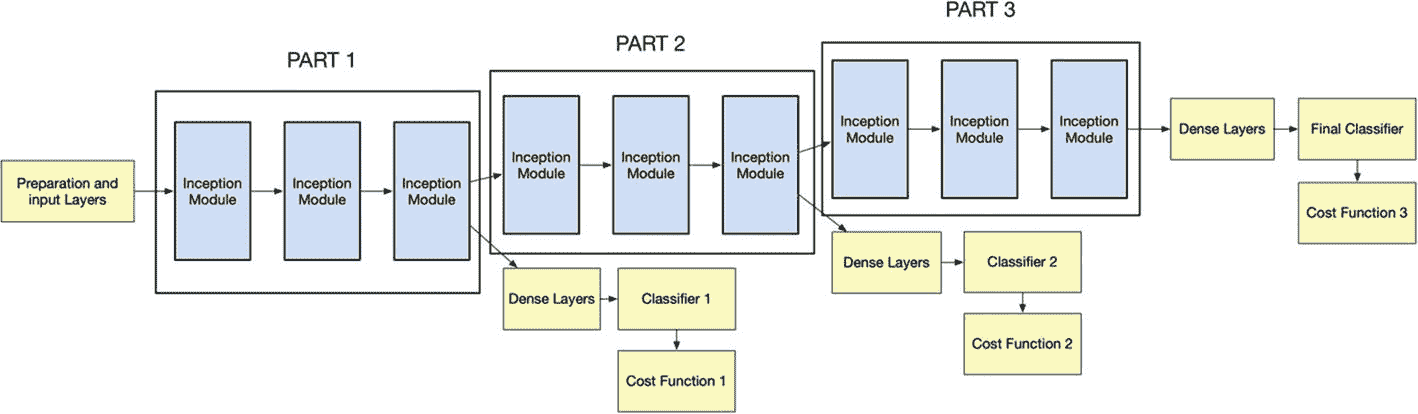 PART 1
PART 2
PART 3
Preparation and
input Layers
Inception
Module
Inception
Module
Inception
Module
Inception
Module
Inception
Module
Inception
Module
Inception
Module
Inception
Module
Inception
Module
Dense Layers
Final Classifier
Cost Function 3
Dense Layers
Classifier 2
Cost Function 2
Dense Layers
Classifier 1
Cost Function 1